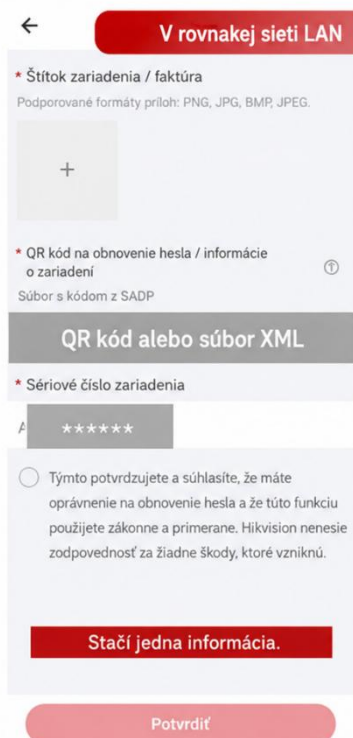 V rovnakej sieti LAN
* Štítok zariadenia / faktúra
Podporované formáty príloh: PNG, JPG, BMP, JPEG.
+
* QR kód na obnovenie hesla / informácie
o zariadení
Súbor s kódom z SADP
QR kód alebo súbor XML
* Sériové číslo zariadenia
******
Týmto potvrdzujete a súhlasíte, že máte
oprávnenie na obnovenie hesla a že túto funkciu
použijete zákonne a primerane. Hikvision nenesie
zodpovednosť za žiadne škody, ktoré vzniknú.
Stačí jedna informácia.
Potvrdiť